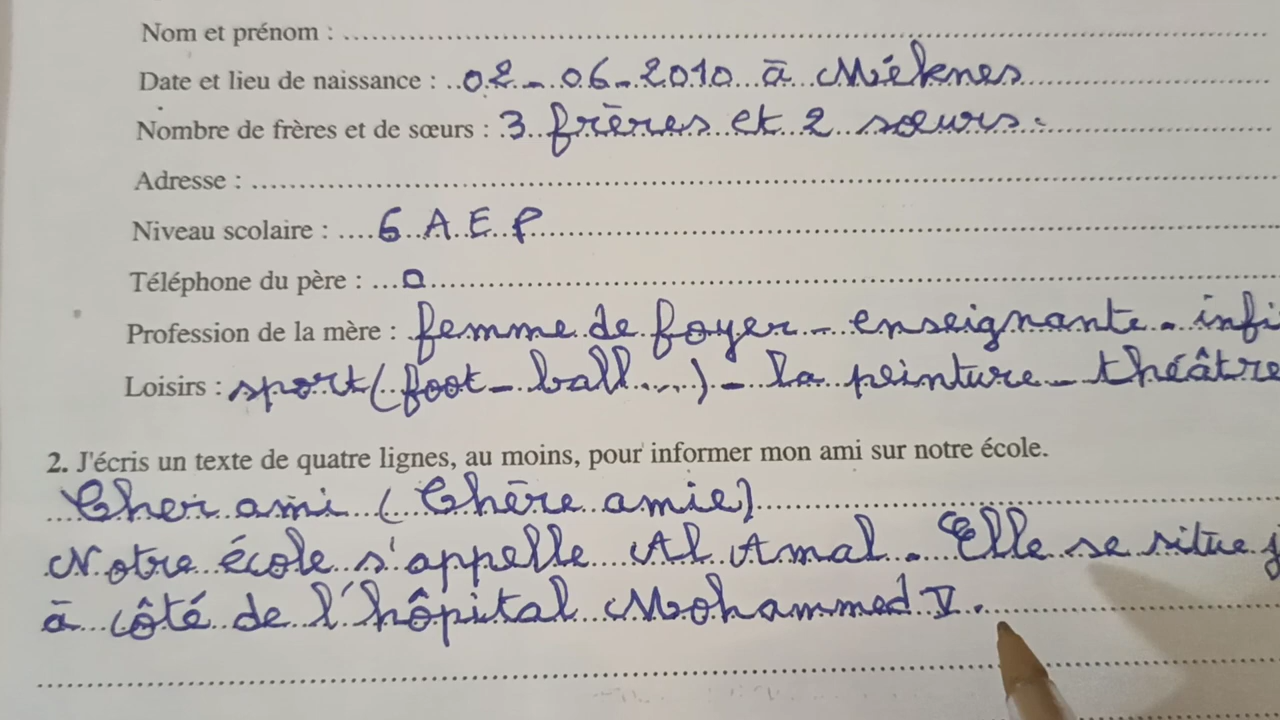 Nom et prénom :
Date et lieu de naissance : 02-06-2010 à Méknes
Nombre de frères et de sœurs : 3 frères et 2 sœurs.
Adresse :
Niveau scolaire : 6 A.E.P
Téléphone du père : 0
Profession de la mère : femme de foyer - enseignante - infi
Loisirs : sport (foot-ball....) - la peinture - théâtre
2. J'écris un texte de quatre lignes, au moins, pour informer mon ami sur notre école.
Cher ami (Chère amie)
Notre école s'appelle Al Amal. Elle se situe
à côté de l'hôpital Mohammed V.